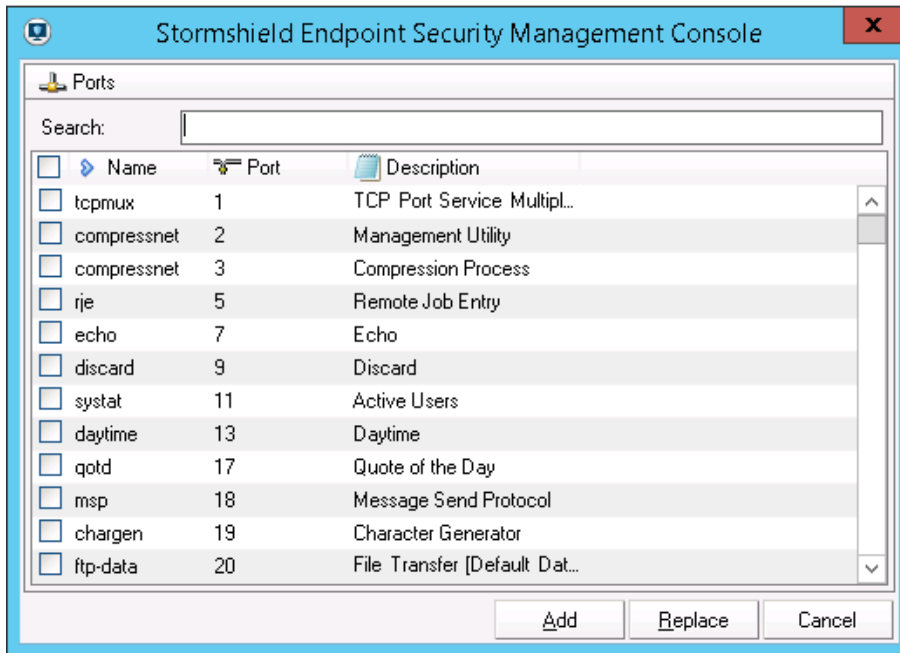 Stormshield Endpoint Security Management Console
Ports
Search:
Name Port Description
tcpmux 1 TCP Port Service Multipl...
compressnet 2 Management Utility
compressnet 3 Compression Process
rje 5 Remote Job Entry
echo 7 Echo
discard 9 Discard
systat 11 Active Users
daytime 13 Daytime
qotd 17 Quote of the Day
msp 18 Message Send Protocol
chargen 19 Character Generator
ftp-data 20 File Transfer [Default Dat...
Add Replace Cancel